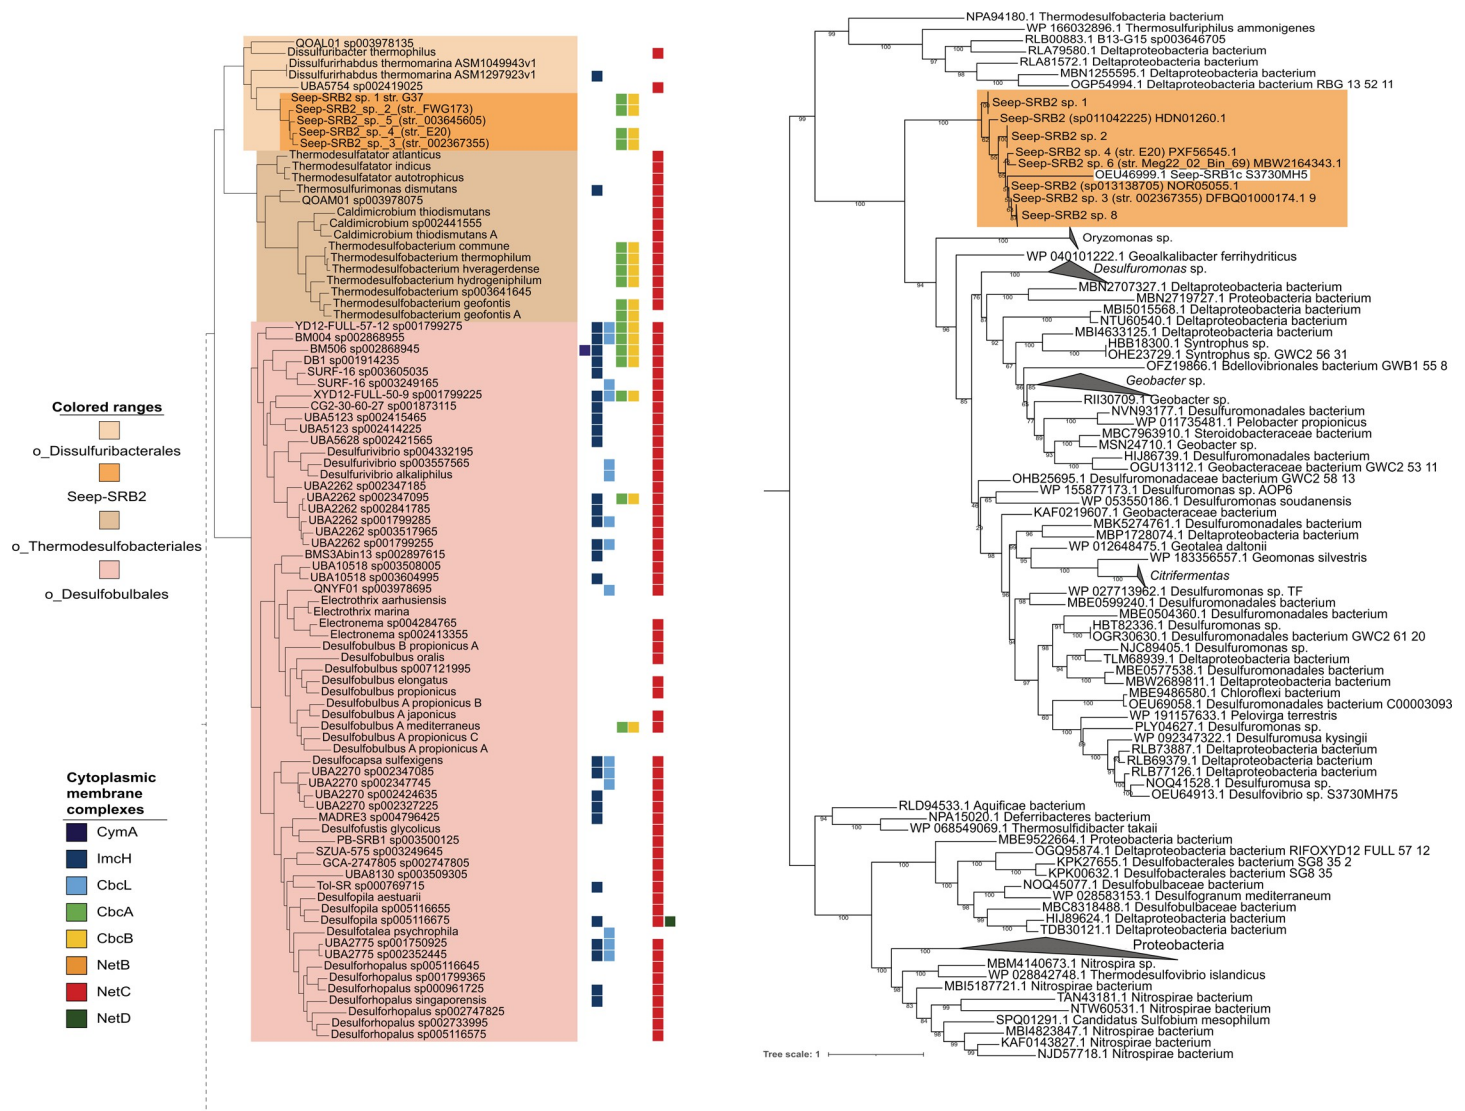 QOAL01 sp003978135
Dissulfuribacter thermophilus
Dissulfurirhabdus thermomarina ASM1049943v1
Dissulfurirhabdus thermomarina ASM1297923v1
UBA5754 sp002419025
Seep-SRB2 sp. 1 str. G37
Seep-SRB2_sp._2_(str._FWG173)
Seep-SRB2_sp._5_(str._003645605)
Seep-SRB2_sp._4_(str._E20)
Seep-SRB2_sp._3_(str._002367355)
Thermodesulfatator atlanticus
Thermodesulfatator indicus
Thermodesulfatator autotrophicus
Thermosulfurimonas dismutans
QOAM01 sp003978075
Caldimicrobium thiodismutans
Caldimicrobium sp002441555
Caldimicrobium thiodismutans A
Thermodesulfobacterium commune
Thermodesulfobacterium thermophilum
Thermodesulfobacterium hveragerdense
Thermodesulfobacterium hydrogeniphilum
Thermodesulfobacterium sp003641645
Thermodesulfobacterium geofontis
Thermodesulfobacterium geofontis A
YD12-FULL-57-12 sp001799275
BM004 sp002868955
BM506 sp002868945
DB1 sp001914235
SURF-16 sp003605035
SURF-16 sp003249165
XYD12-FULL-50-9 sp001799225
CG2-30-60-27 sp001873115
UBA5123 sp002415465
UBA5123 sp002414225
UBA5628 sp002421565
Desulfurivibrio sp004332195
Desulfurivibrio sp003557565
Desulfurivibrio alkaliphilus
UBA2262 sp002347185
UBA2262 sp002347095
UBA2262 sp002841785
UBA2262 sp001799285
UBA2262 sp003517965
UBA2262 sp001799255
BMS3Abin13 sp002897615
UBA10518 sp003508005
UBA10518 sp003604995
QNYF01 sp003978695
Electrothrix aarhusiensis
Electrothrix marina
Electronema sp004284765
Electronema sp002413355
Desulfobulbus B propionicus A
Desulfobulbus oralis
Desulfobulbus sp007121995
Desulfobulbus elongatus
Desulfobulbus propionicus
Desulfobulbus A propionicus B
Desulfobulbus A japonicus
Desulfobulbus A mediterraneus
Desulfobulbus A propionicus C
Desulfobulbus A propionicus A
Desulfocapsa sulfexigens
UBA2270 sp002347085
UBA2270 sp002347745
UBA2270 sp002424635
UBA2270 sp002327225
MADRE3 sp004796425
Desulfofustis glycolicus
PB-SRB1 sp003500125
SZUA-575 sp003249645
GCA-2747805 sp002747805
UBA8130 sp003509305
Tol-SR sp000769715
Desulfopila aestuarii
Desulfopila sp005116655
Desulfopila sp005116675
Desulfotalea psychrophila
UBA2775 sp001750925
UBA2775 sp002352445
Desulforhopalus sp005116645
Desulforhopalus sp001799365
Desulforhopalus sp000961725
Desulforhopalus singaporensis
Desulforhopalus sp002747825
Desulforhopalus sp002733995
Desulforhopalus sp005116575
Colored ranges
o_Dissulfuribacterales
Seep-SRB2
o_Thermodesulfobacteriales
o_Desulfobulbales
Cytoplasmic
membrane
complexes
CymA
ImcH
CbcL
CbcA
CbcB
NetB
NetC
NetD
NPA94180.1 Thermodesulfobacteria bacterium
WP 166032896.1 Thermosulfuriphilus ammonigenes
RLB00883.1 B13-G15 sp003646705
RLA79580.1 Deltaproteobacteria bacterium
RLA81572.1 Deltaproteobacteria bacterium
MBN1255595.1 Deltaproteobacteria bacterium
OGP54994.1 Deltaproteobacteria bacterium RBG 13 52 11
Seep-SRB2 sp. 1
Seep-SRB2 (sp011042225) HDN01260.1
Seep-SRB2 sp. 2
Seep-SRB2 sp. 4 (str. E20) PXF56545.1
Seep-SRB2 sp. 6 (str. Meg22_02_Bin_69) MBW2164343.1
OEU46999.1 Seep-SRB1c S3730MH5
Seep-SRB2 (sp013138705) NOR05055.1
Seep-SRB2 sp. 3 (str. 002367355) DFBQ01000174.1 9
Seep-SRB2 sp. 8
Oryzomonas sp.
WP 040101222.1 Geoalkalibacter ferrihydriticus
Desulfuromonas sp.
MBN2707327.1 Deltaproteobacteria bacterium
MBN2719727.1 Proteobacteria bacterium
MBI5015568.1 Deltaproteobacteria bacterium
NTU60540.1 Deltaproteobacteria bacterium
MBI4633125.1 Deltaproteobacteria bacterium
HBB18300.1 Syntrophus sp.
OHE23729.1 Syntrophus sp. GWC2 56 31
OFZ19866.1 Bdellovibrionales bacterium GWB1 55 8
Geobacter sp.
RII30709.1 Geobacter sp.
NVN93177.1 Desulfuromonadales bacterium
WP 011735481.1 Pelobacter propionicus
MBC7963910.1 Steroidobacteraceae bacterium
MSN24710.1 Geobacter sp.
HIJ86739.1 Desulfuromonadales bacterium
OGU13112.1 Geobacteraceae bacterium GWC2 53 11
OHB25695.1 Desulfuromonadaceae bacterium GWC2 58 13
WP 155877173.1 Desulfuromonas sp. AOP6
WP 053550186.1 Desulfuromonas soudanensis
KAF0219607.1 Geobacteraceae bacterium
MBK5274761.1 Desulfuromonadales bacterium
MBP1728074.1 Deltaproteobacteria bacterium
WP 012648475.1 Geotalea daltonii
WP 183356557.1 Geomonas silvestris
Citrifermentas
WP 027713962.1 Desulfuromonas sp. TF
MBE0599240.1 Desulfuromonadales bacterium
MBE0504360.1 Desulfuromonadales bacterium
HBT82336.1 Desulfuromonas sp.
OGR30630.1 Desulfuromonadales bacterium GWC2 61 20
NJC89405.1 Desulfuromonas sp.
TLM68939.1 Deltaproteobacteria bacterium
MBE0577538.1 Desulfuromonadales bacterium
MBW2689811.1 Deltaproteobacteria bacterium
MBE9486580.1 Chloroflexi bacterium
OEU69058.1 Desulfuromonadales bacterium C00003093
WP 191157633.1 Pelovirga terrestris
PLY04627.1 Desulfuromonas sp.
WP 092347322.1 Desulfuromusa kysingii
RLB73887.1 Deltaproteobacteria bacterium
RLB69379.1 Deltaproteobacteria bacterium
RLB77126.1 Deltaproteobacteria bacterium
NOQ41528.1 Desulfuromusa sp.
OEU64913.1 Desulfovibrio sp. S3730MH75
RLD94533.1 Aquificae bacterium
NPA15020.1 Deferribacteres bacterium
WP 068549069.1 Thermosulfidibacter takaii
MBE9522664.1 Proteobacteria bacterium
OGQ95874.1 Deltaproteobacteria bacterium RIFOXYD12 FULL 57 12
KPK27655.1 Desulfobacterales bacterium SG8 35 2
KPK00632.1 Desulfobacterales bacterium SG8 35
NOQ45077.1 Desulfobulbaceae bacterium
WP 028583153.1 Desulfogranum mediterraneum
MBC8318488.1 Desulfobulbaceae bacterium
HIJ89624.1 Deltaproteobacteria bacterium
TDB30121.1 Deltaproteobacteria bacterium
Proteobacteria
MBM4140673.1 Nitrospira sp.
WP 028842748.1 Thermodesulfovibrio islandicus
MBI5187721.1 Nitrospirae bacterium
TAN43181.1 Nitrospirae bacterium
NTW60531.1 Nitrospirae bacterium
SPQ01291.1 Candidatus Sulfobium mesophilum
MBI4823847.1 Nitrospirae bacterium
KAF0143827.1 Nitrospirae bacterium
NJD57718.1 Nitrospirae bacterium
Tree scale: 1